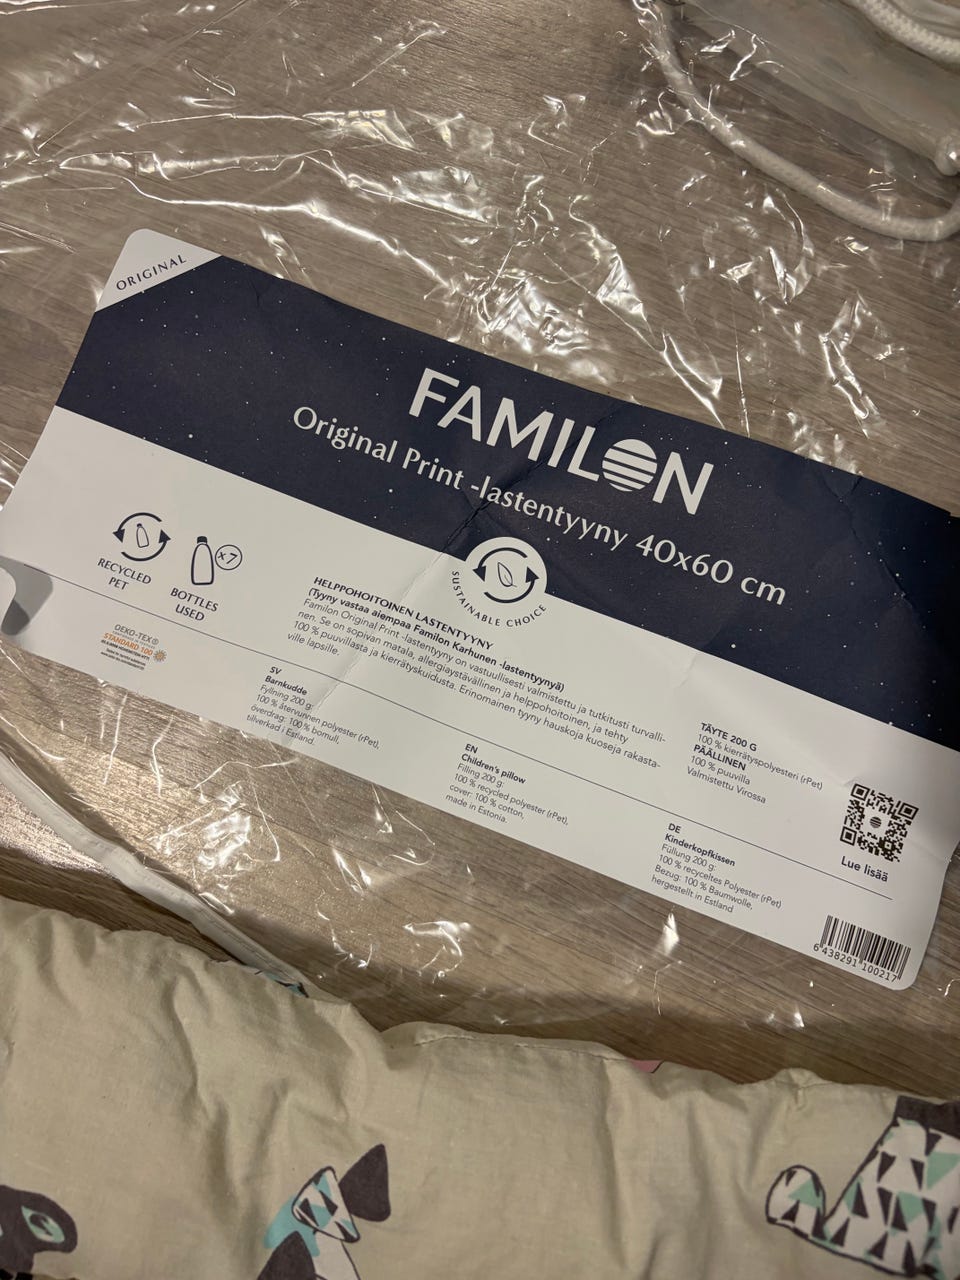 ORIGINAL
FAMILON
Original Print -lastentyyny 40x60 cm
RECYCLED
PET
x7
BOTTLES
USED
SUSTAINABLE CHOICE
OEKO-TEX®
STANDARD 100
HELPPOHOITOINEN LASTENTYYNY
(Tyyny vastaa aiempaa Familon Karhunen -lastentyynyä)
Familon Original Print -lastentyyny on vastuullisesti valmistettu ja tutkitusti turvalli-
nen. Se on sopivan matala, allergiaystävällinen ja helppohoitoinen, ja tehty
100 % puuvillasta ja kierrätyskuidusta. Erinomainen tyyny hauskoja kuoseja rakasta-
ville lapsille.
TÄYTE 200 G
100 % kierrätyspolyesteri (rPet)
PÄÄLLINEN
100 % puuvilla
Valmistettu Virossa
SV
Barnkudde
Fyllning 200 g:
100 % återvunnen polyester (rPet),
överdrag: 100 % bomull,
tillverkad i Estland.
EN
Children's pillow
Filling 200 g:
100 % recycled polyester (rPet),
cover: 100 % cotton,
made in Estonia.
DE
Kinderkopfkissen
Füllung 200 g:
100 % recyceltes Polyester (rPet)
Bezug: 100 % Baumwolle,
hergestellt in Estland
Lue lisää
6 438291 100217